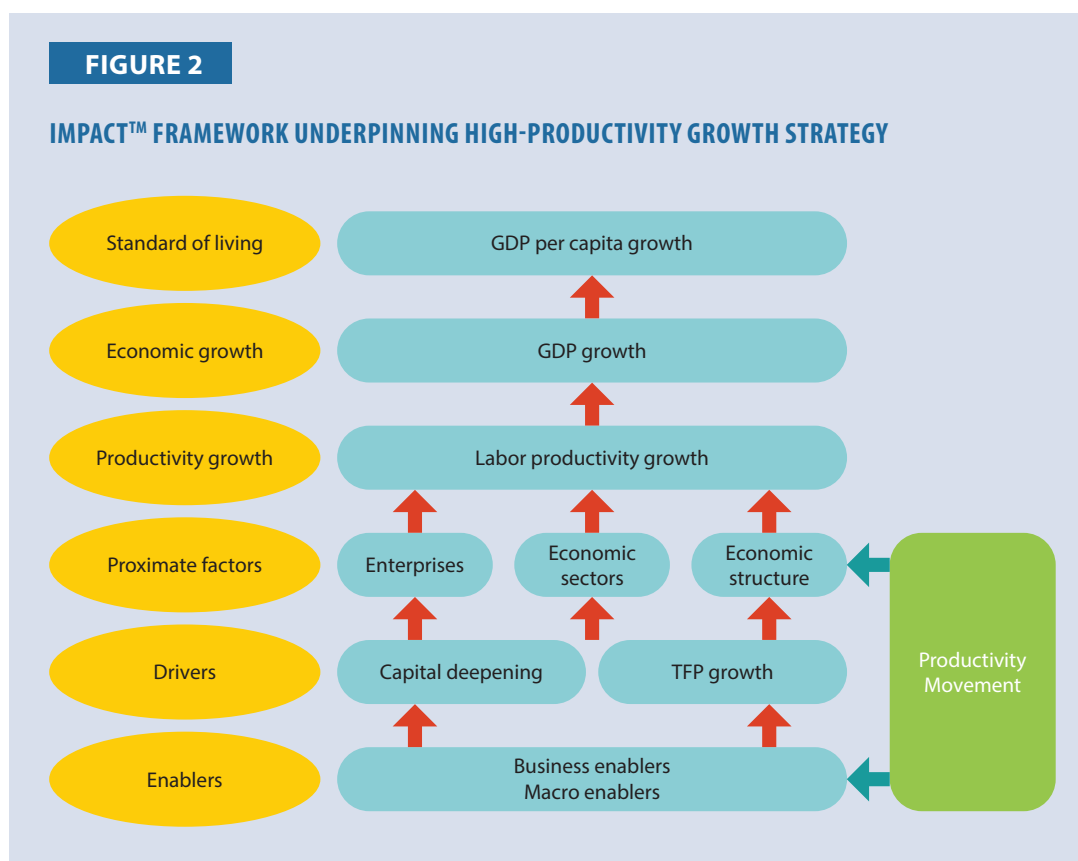 FIGURE 2
IMPACT™ FRAMEWORK UNDERPINNING HIGH-PRODUCTIVITY GROWTH STRATEGY
Standard of living
GDP per capita growth
Economic growth
GDP growth
Productivity growth
Labor productivity growth
Proximate factors
Enterprises
Economic
sectors
Economic
structure
Drivers
Capital deepening
TFP growth
Productivity
Movement
Enablers
Business enablers
Macro enablers